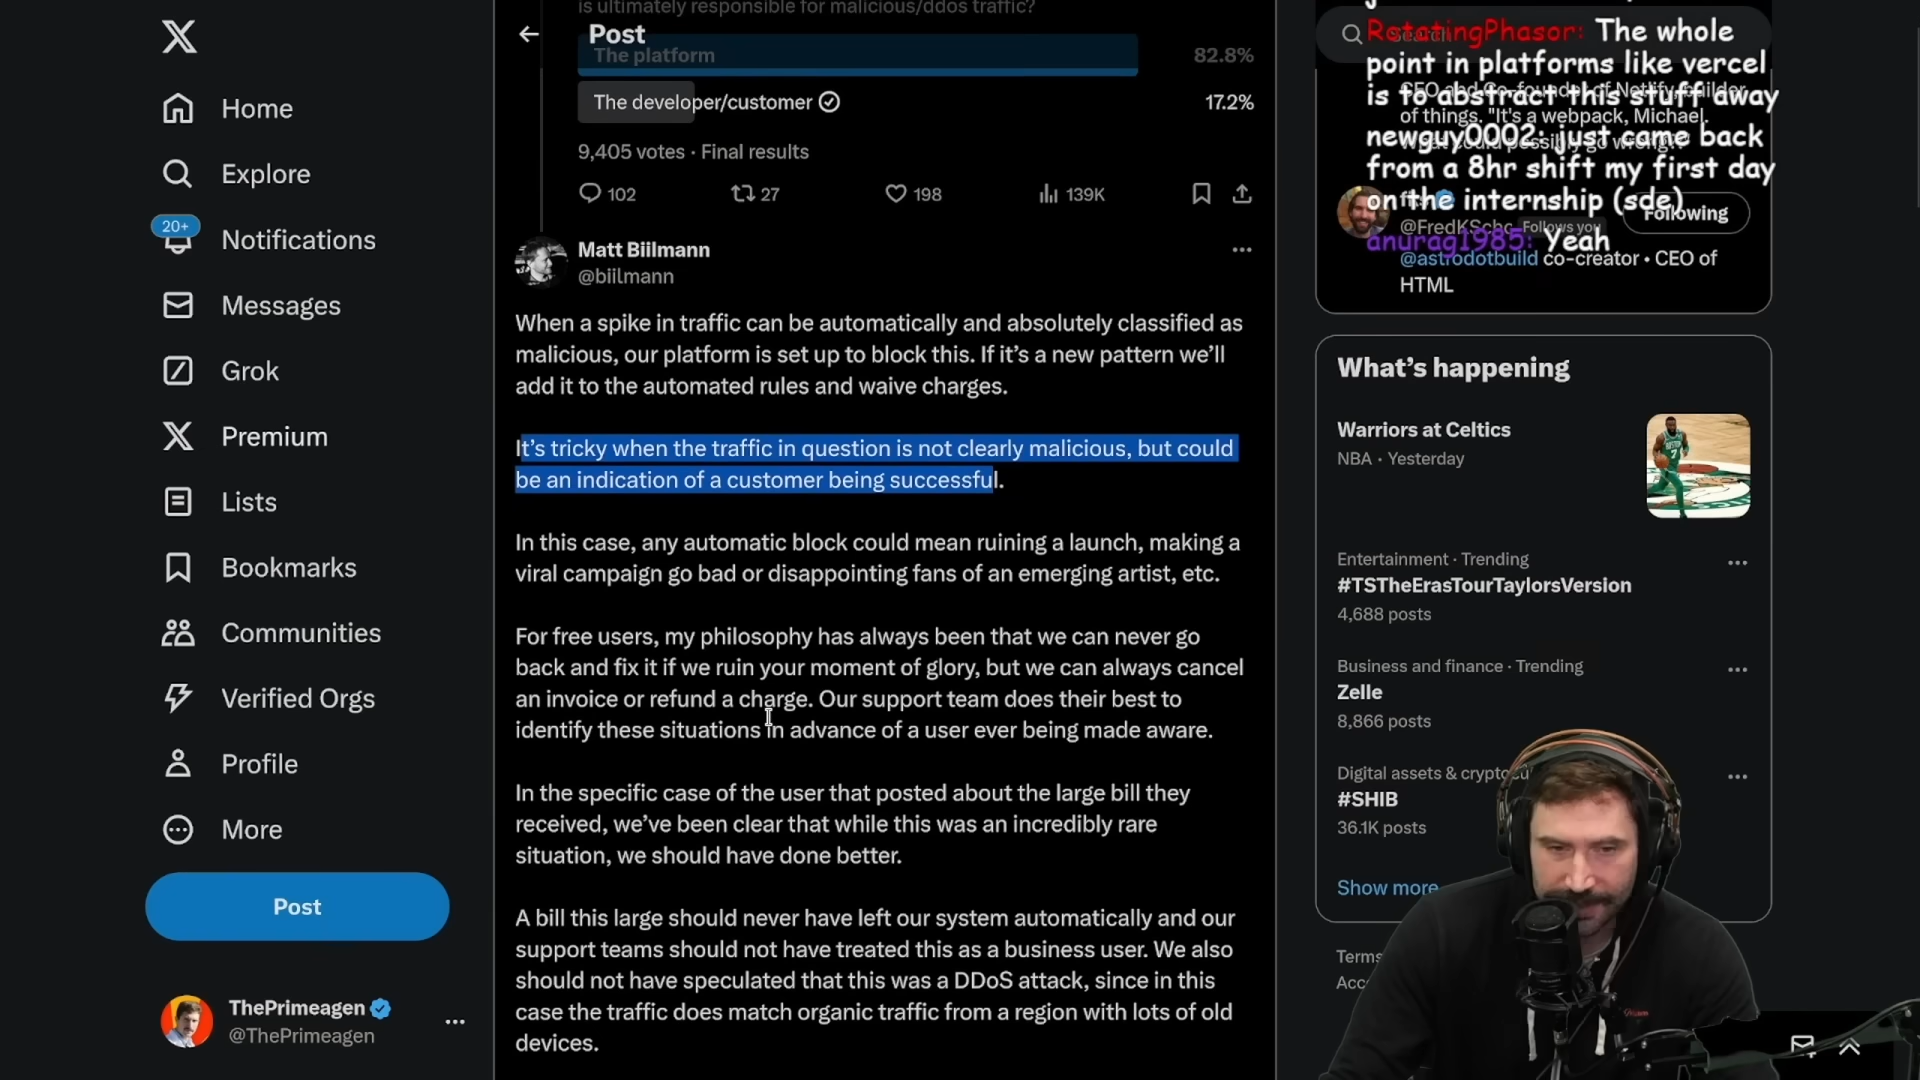 Home
Explore
20+
Notifications
Messages
Grok
Premium
Lists
Bookmarks
Communities
Verified Orgs
Profile
More
Post
ThePrimeagen
@ThePrimeagen
is ultimately responsible for malicious/ddos traffic?
Post
The platform 82.8%
The developer/customer 17.2%
9,405 votes · Final results
102 27 198 139K
Matt Biilmann
@biilmann
When a spike in traffic can be automatically and absolutely classified as
malicious, our platform is set up to block this. If it’s a new pattern we’ll
add it to the automated rules and waive charges.
It’s tricky when the traffic in question is not clearly malicious, but could
be an indication of a customer being successful.
In this case, any automatic block could mean ruining a launch, making a
viral campaign go bad or disappointing fans of an emerging artist, etc.
For free users, my philosophy has always been that we can never go
back and fix it if we ruin your moment of glory, but we can always cancel
an invoice or refund a charge. Our support team does their best to
identify these situations in advance of a user ever being made aware.
In the specific case of the user that posted about the large bill they
received, we’ve been clear that while this was an incredibly rare
situation, we should have done better.
A bill this large should never have left our system automatically and our
support teams should not have treated this as a business user. We also
should not have speculated that this was a DDoS attack, since in this
case the traffic does match organic traffic from a region with lots of old
devices.
RotatingPhasor: The whole
point in platforms like vercel
is to abstract this stuff away
newguy0002: just came back
from a 8hr shift my first day
on the internship (sde)
anurag1985: Yeah
Search
CEO and Co-founder of Netlify, builder
of things. "It's a webpack, Michael.
possibly go wrong?"
@FredKScho Follows you
Following
@astrodotbuild co-creator • CEO of
HTML
What’s happening
Warriors at Celtics
NBA · Yesterday
Entertainment · Trending
#TSTheErasTourTaylorsVersion
4,688 posts
Business and finance · Trending
Zelle
8,866 posts
Digital assets &
#SHIB
36.1K posts
Show more
Terms